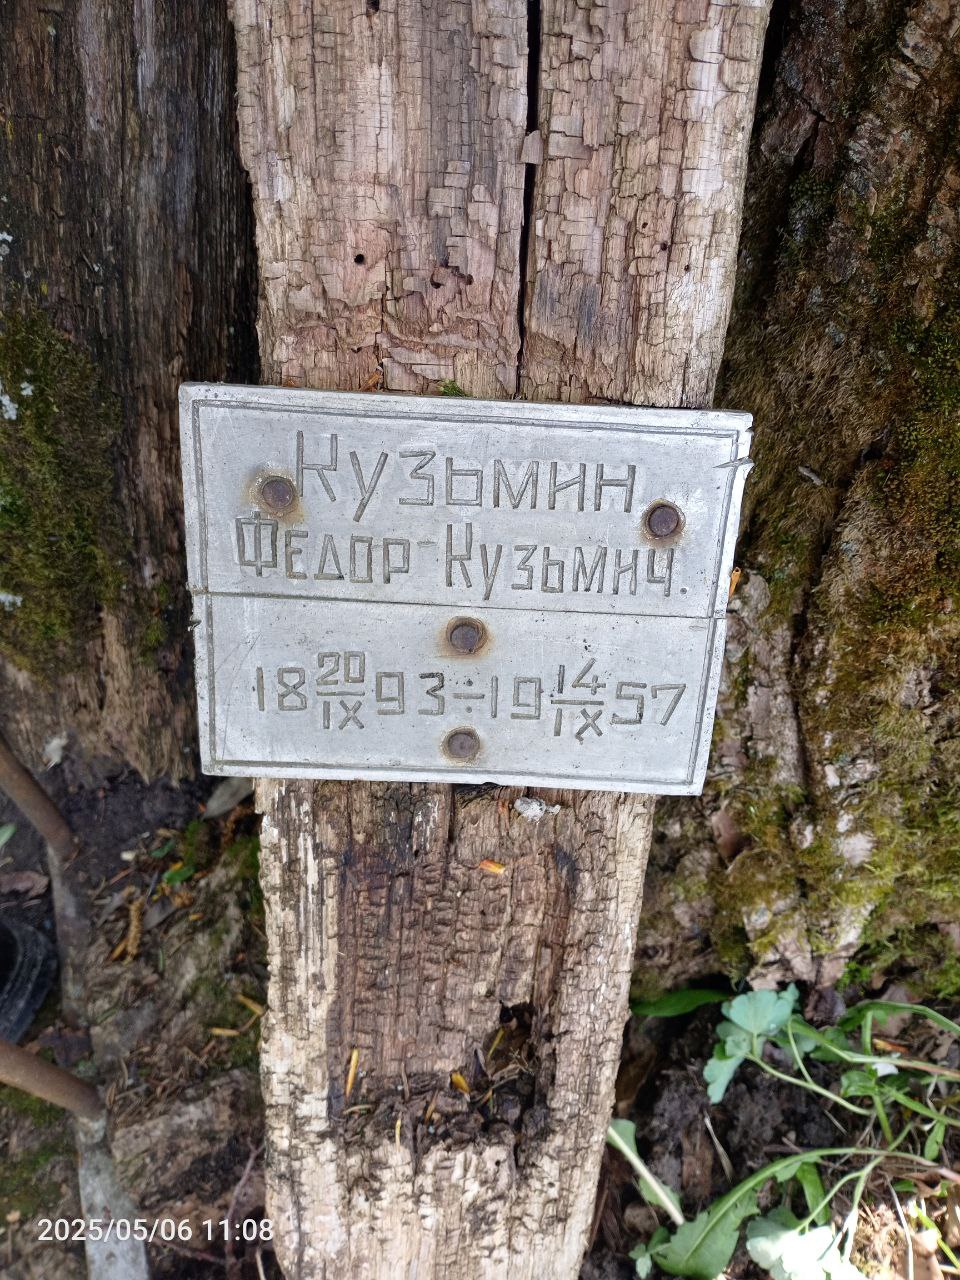 Кузьмин
Федор Кузьмич.
18 20/IX 93 ÷ 19 14/IX 57
2025/05/06 11:08